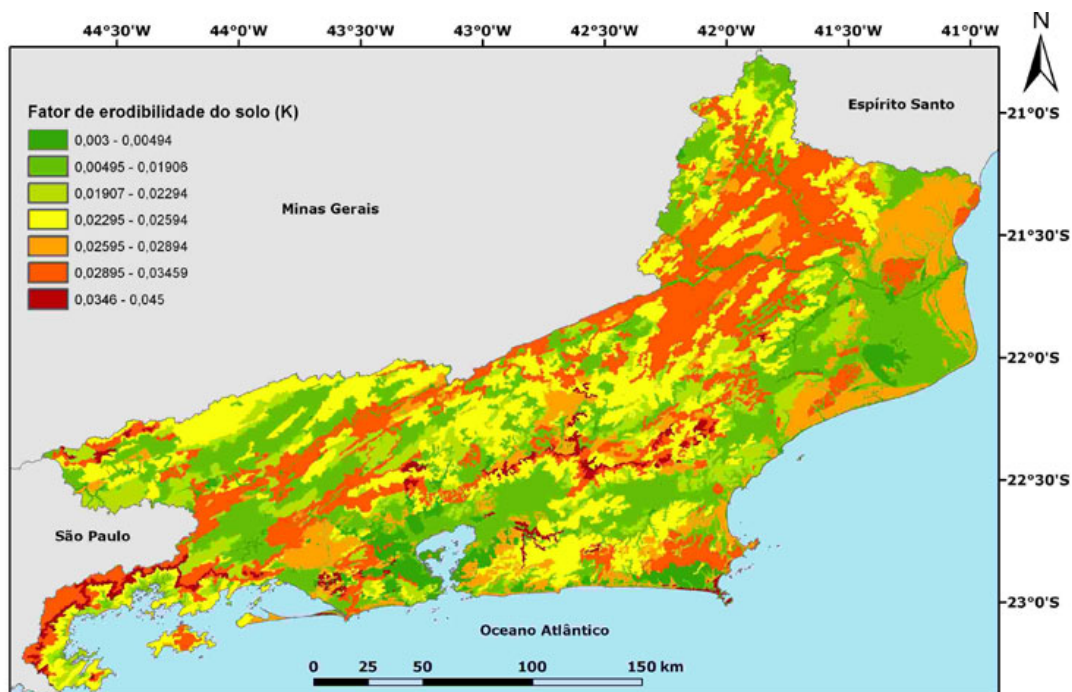 N
44°30'W 44°0'W 43°30'W 43°0'W 42°30'W 42°0'W 41°30'W 41°0'W
Fator de erodibilidade do solo (K)
0,003 - 0,00494
0,00495 - 0,01906
0,01907 - 0,02294
0,02295 - 0,02594
0,02595 - 0,02894
0,02895 - 0,03459
0,0346 - 0,045
Espírito Santo
21°0'S
Minas Gerais
21°30'S
22°0'S
22°30'S
São Paulo
23°0'S
Oceano Atlântico
0 25 50 100 150 km